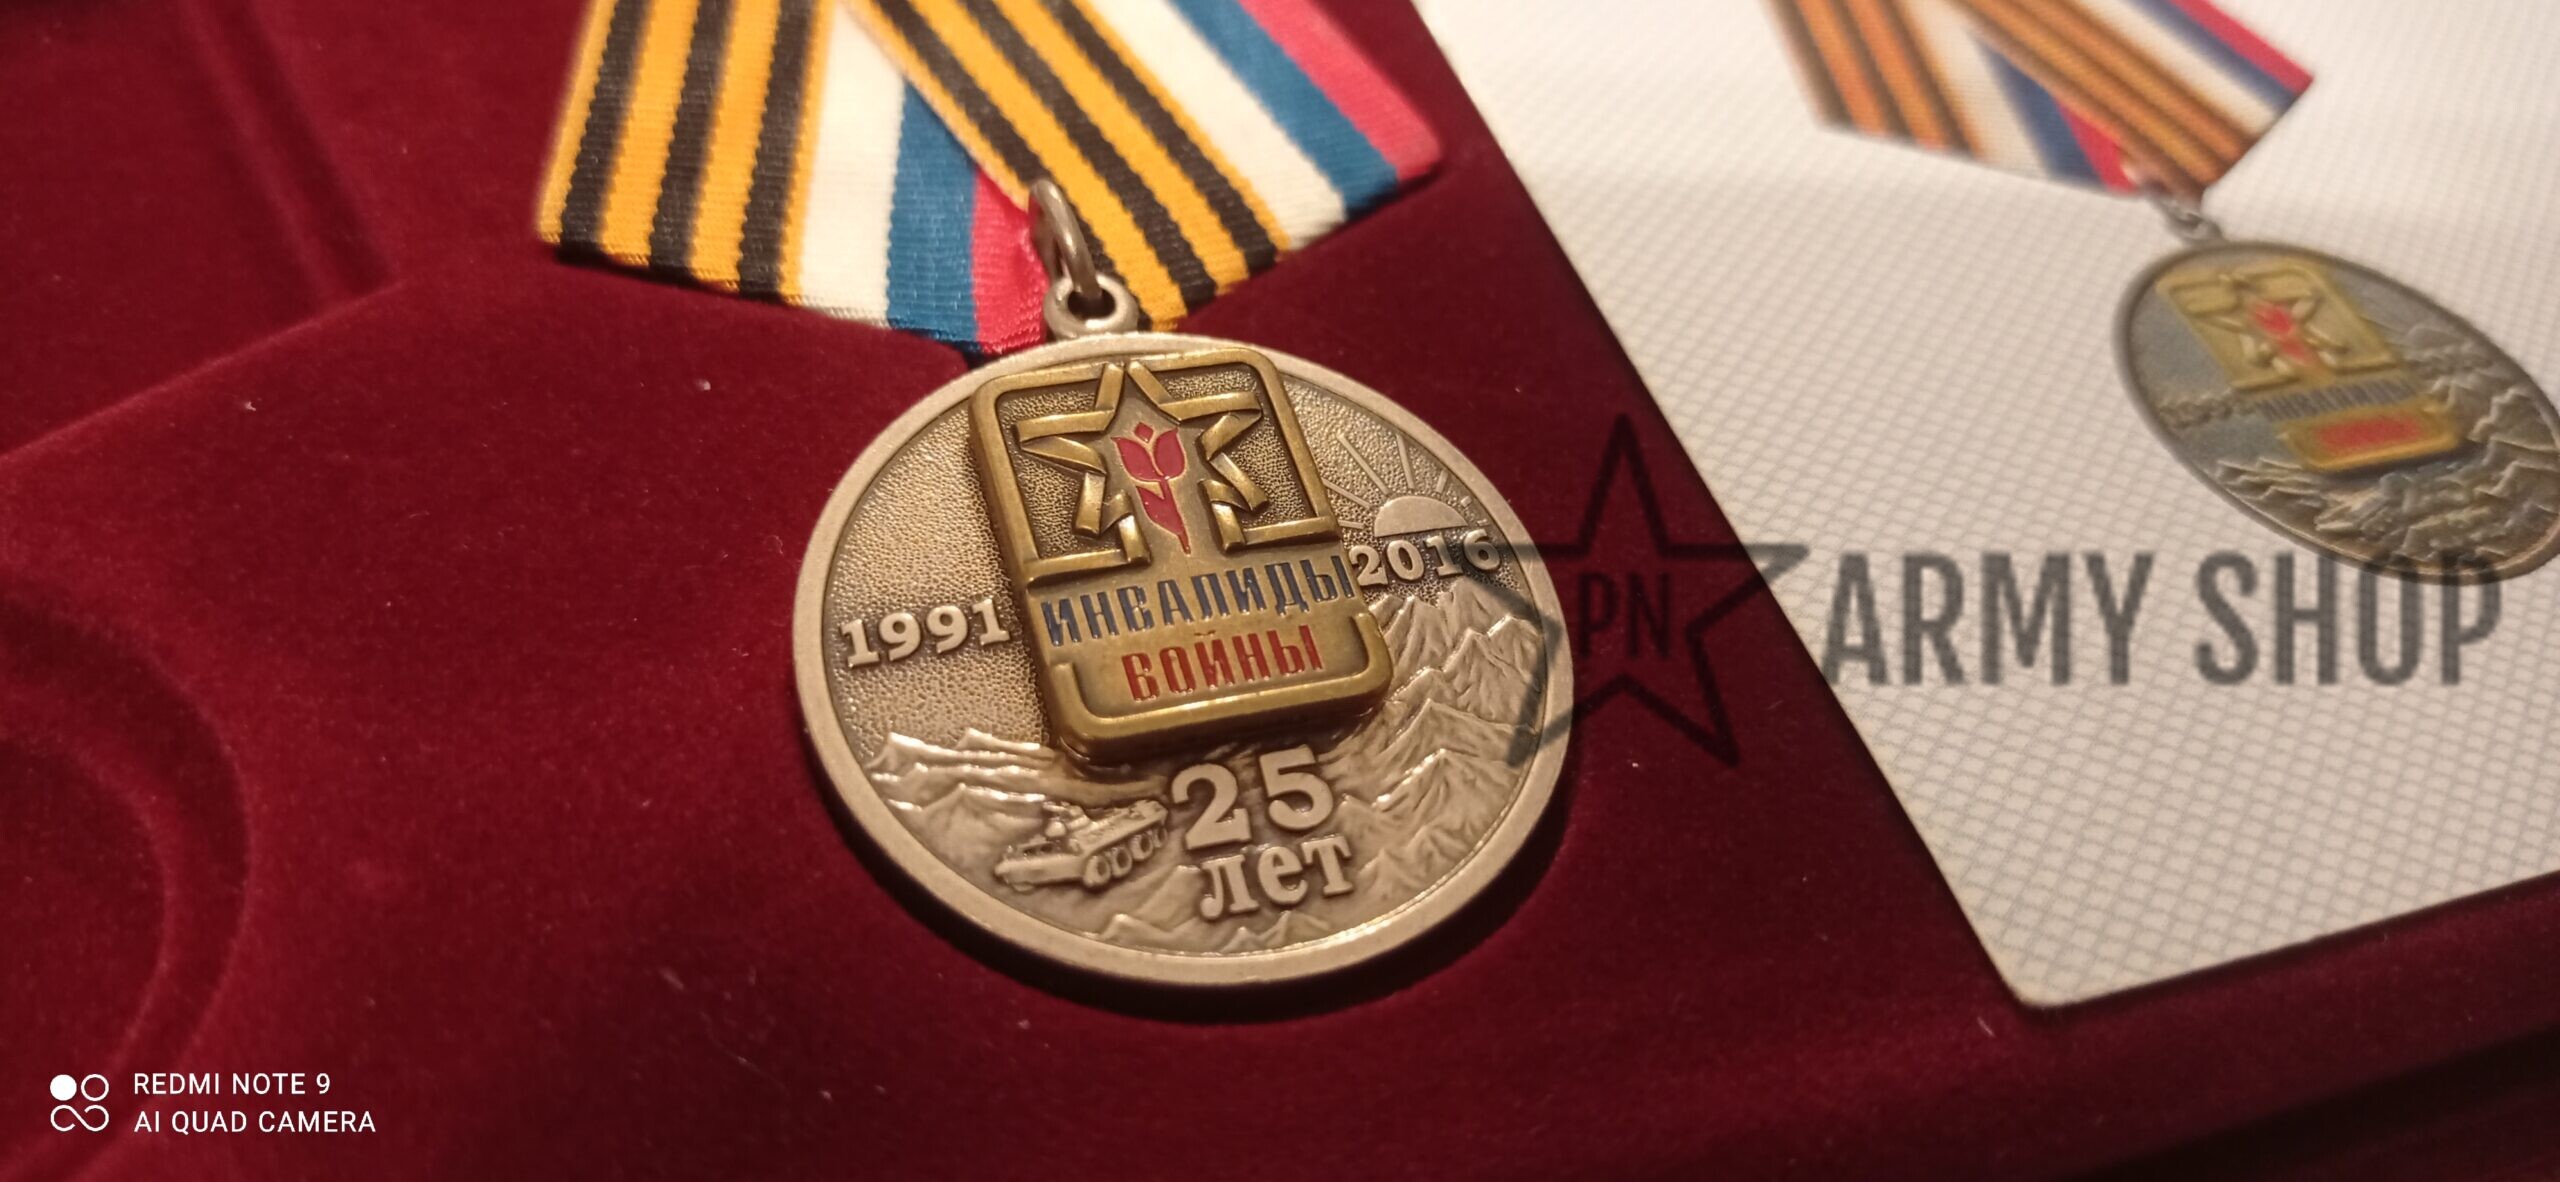 ИНВАЛИДЫ
ВОЙНЫ
1991
2016
25
лет
PN
ARMY SHOP
REDMI NOTE 9
AI QUAD CAMERA